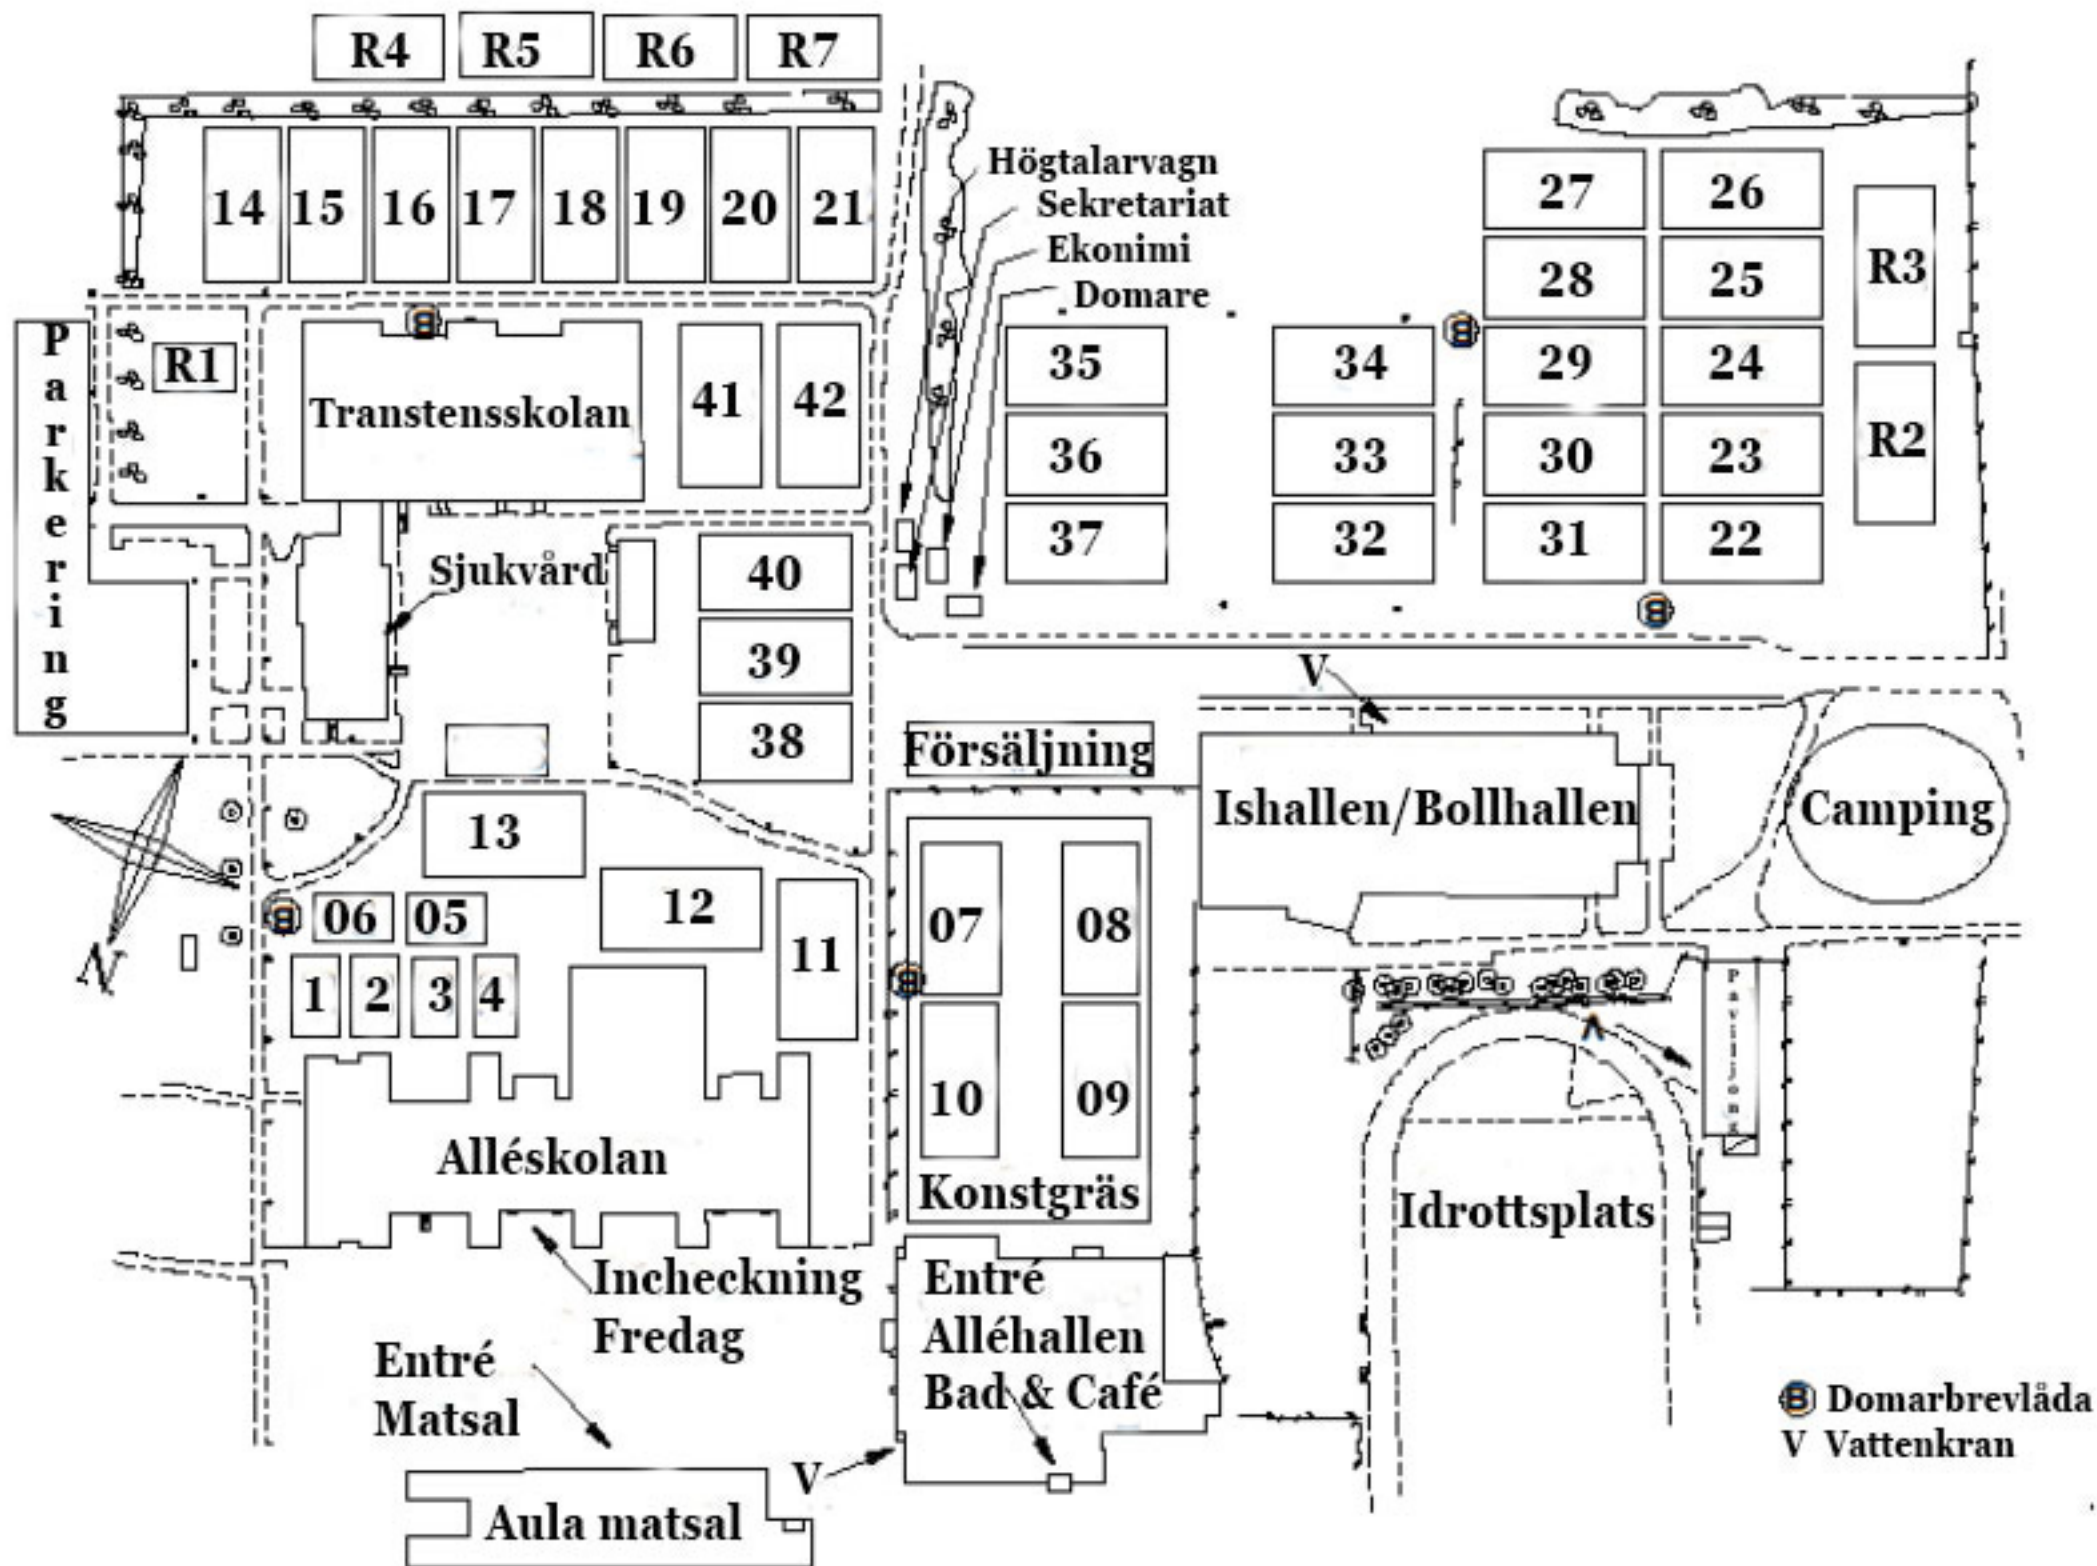 R4 R5 R6 R7
14 15 16 17 18 19 20 21
Högtalarvagn
Sekretariat
Ekonimi
Domare
27 26
28 25
R3
35 34 29 24
36 33 30 23
R2
37 32 31 22
Parkering
R1
B
Transtensskolan
41 42
B
B
Sjukvård
40
39
38
V
Försäljning
Ishallen/Bollhallen
Camping
13
12
11
B
06 05
1 2 3 4
N
07 08
B
10 09
Konstgräs
Alléskolan
V
Idrottsplats
Incheckning
Fredag
Entré
Matsal
Entré
Alléhallen
Bad & Café
V
Aula matsal
B Domarbrevlåda
V Vattenkran